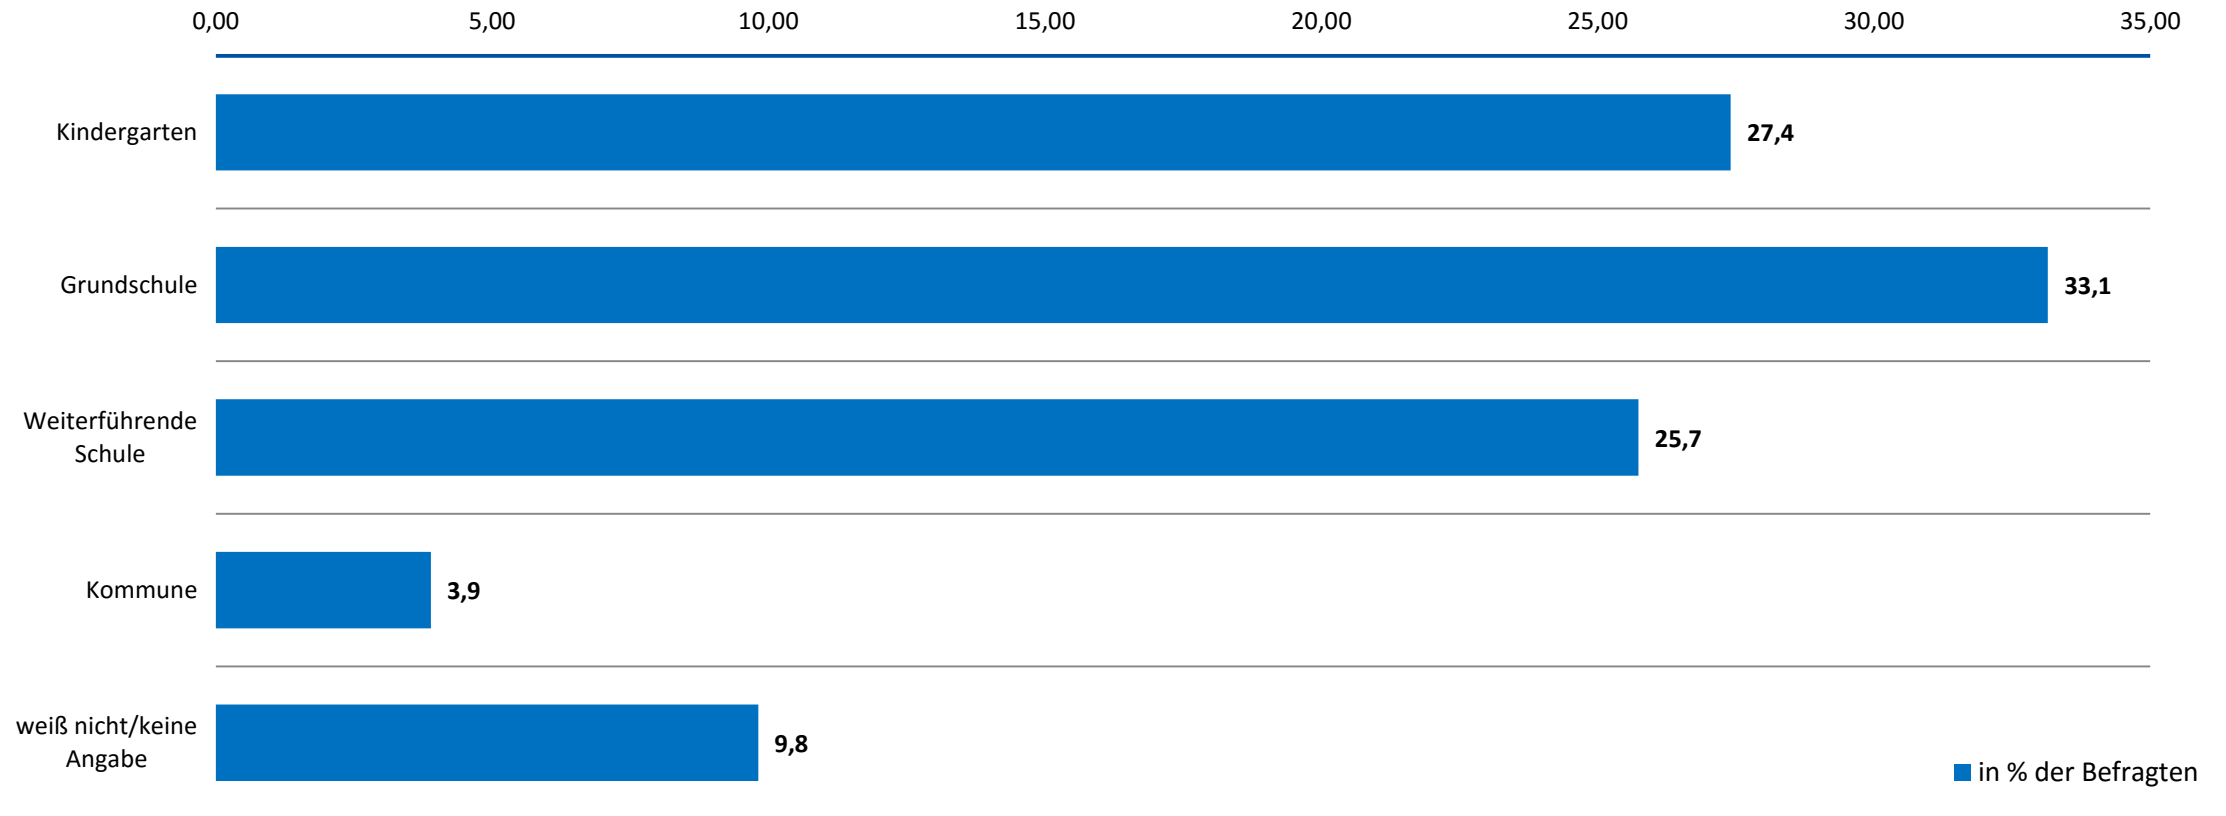 0,00 5,00 10,00 15,00 20,00 25,00 30,00 35,00
Kindergarten 27,4
Grundschule 33,1
Weiterführende
Schule 25,7
Kommune 3,9
weiß nicht/keine
Angabe 9,8
in % der Befragten